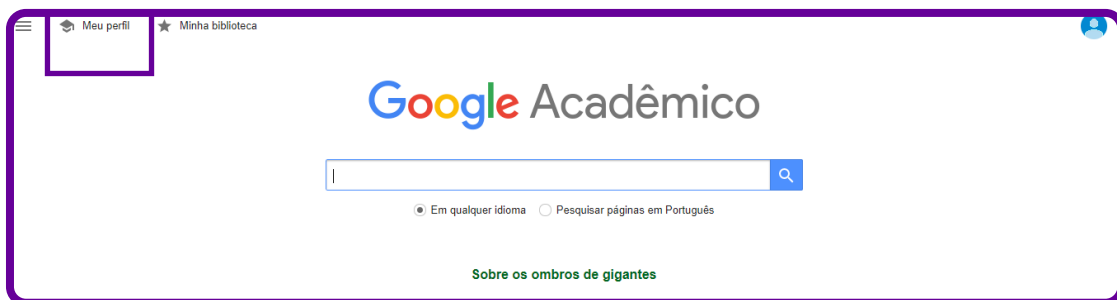 Meu perfil Minha biblioteca
Google Acadêmico
Em qualquer idioma Pesquisar páginas em Português
Sobre os ombros de gigantes